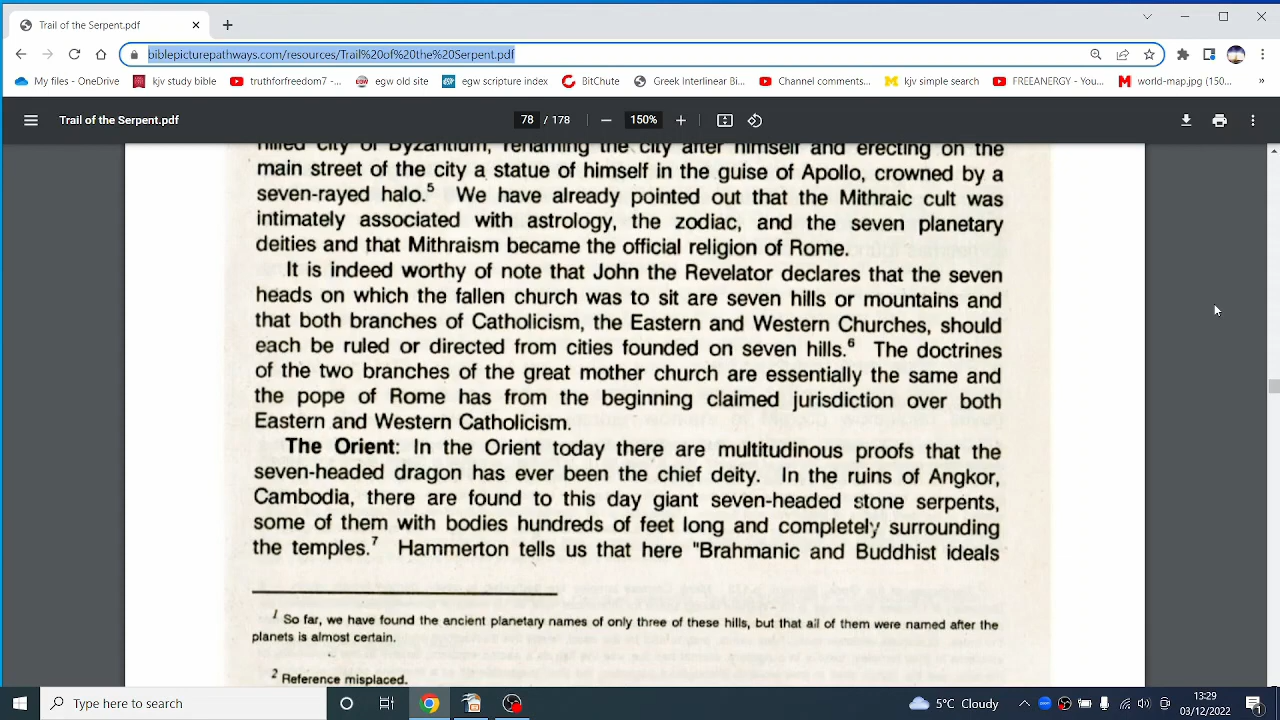 Trail of the Serpent.pdf
biblepicturepathways.com/resources/Trail%20of%20the%20Serpent.pdf
My files - OneDrive
kjv study bible
truthforfreedom7 -...
egw old site
egw scripture index
BitChute
Greek Interlinear Bi...
Channel comments...
kjv simple search
FREEANERGY - You...
world-map.jpg (150...
Trail of the Serpent.pdf
78 / 178
150%
filled city of Byzantium, renaming the city after himself and erecting on the
main street of the city a statue of himself in the guise of Apollo, crowned by a
seven-rayed halo.5 We have already pointed out that the Mithraic cult was
intimately associated with astrology, the zodiac, and the seven planetary
deities and that Mithraism became the official religion of Rome.
It is indeed worthy of note that John the Revelator declares that the seven
heads on which the fallen church was to sit are seven hills or mountains and
that both branches of Catholicism, the Eastern and Western Churches, should
each be ruled or directed from cities founded on seven hills.6 The doctrines
of the two branches of the great mother church are essentially the same and
the pope of Rome has from the beginning claimed jurisdiction over both
Eastern and Western Catholicism.
The Orient: In the Orient today there are multitudinous proofs that the
seven-headed dragon has ever been the chief deity. In the ruins of Angkor,
Cambodia, there are found to this day giant seven-headed stone serpents,
some of them with bodies hundreds of feet long and completely surrounding
the temples.7 Hammerton tells us that here "Brahmanic and Buddhist ideals
1 So far, we have found the ancient planetary names of only three of these hills, but that all of them were named after the
planets is almost certain.
2 Reference misplaced.
Type here to search
5°C Cloudy
13:29
03/12/2022